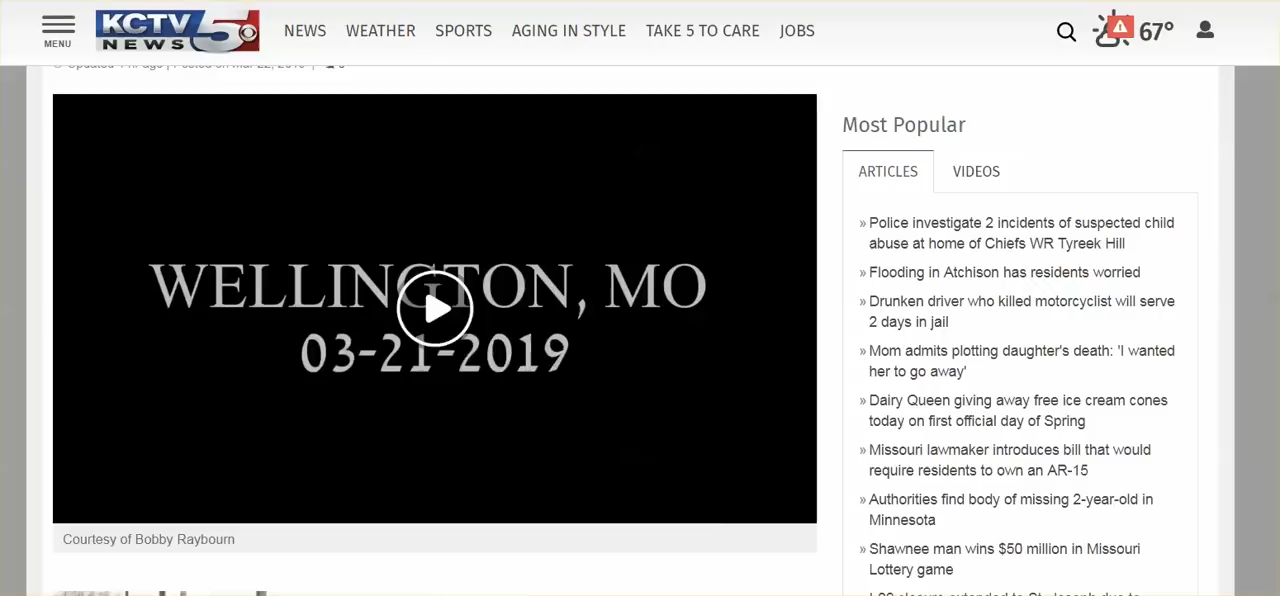 MENU
KCTV 5
NEWS
NEWS WEATHER SPORTS AGING IN STYLE TAKE 5 TO CARE JOBS
67°
WELLINGTON, MO
03-21-2019
Courtesy of Bobby Raybourn
Most Popular
ARTICLES VIDEOS
» Police investigate 2 incidents of suspected child
abuse at home of Chiefs WR Tyreek Hill
» Flooding in Atchison has residents worried
» Drunken driver who killed motorcyclist will serve
2 days in jail
» Mom admits plotting daughter's death: 'I wanted
her to go away'
» Dairy Queen giving away free ice cream cones
today on first official day of Spring
» Missouri lawmaker introduces bill that would
require residents to own an AR-15
» Authorities find body of missing 2-year-old in
Minnesota
» Shawnee man wins $50 million in Missouri
Lottery game